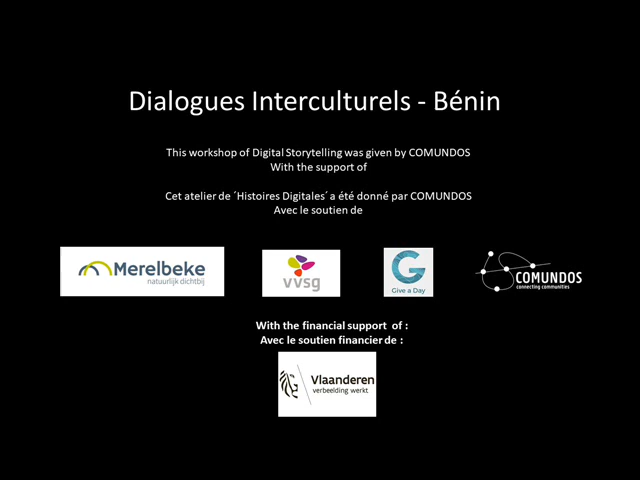 Dialogues Interculturels - Bénin
This workshop of Digital Storytelling was given by COMUNDOS
With the support of
Cet atelier de ´Histoires Digitales´ a été donné par COMUNDOS
Avec le soutien de
Merelbeke
natuurlijk dichtbij
vvsg
G
Give a Day
COMUNDOS
connecting communities
With the financial support of :
Avec le soutien financier de :
Vlaanderen
verbeelding werkt